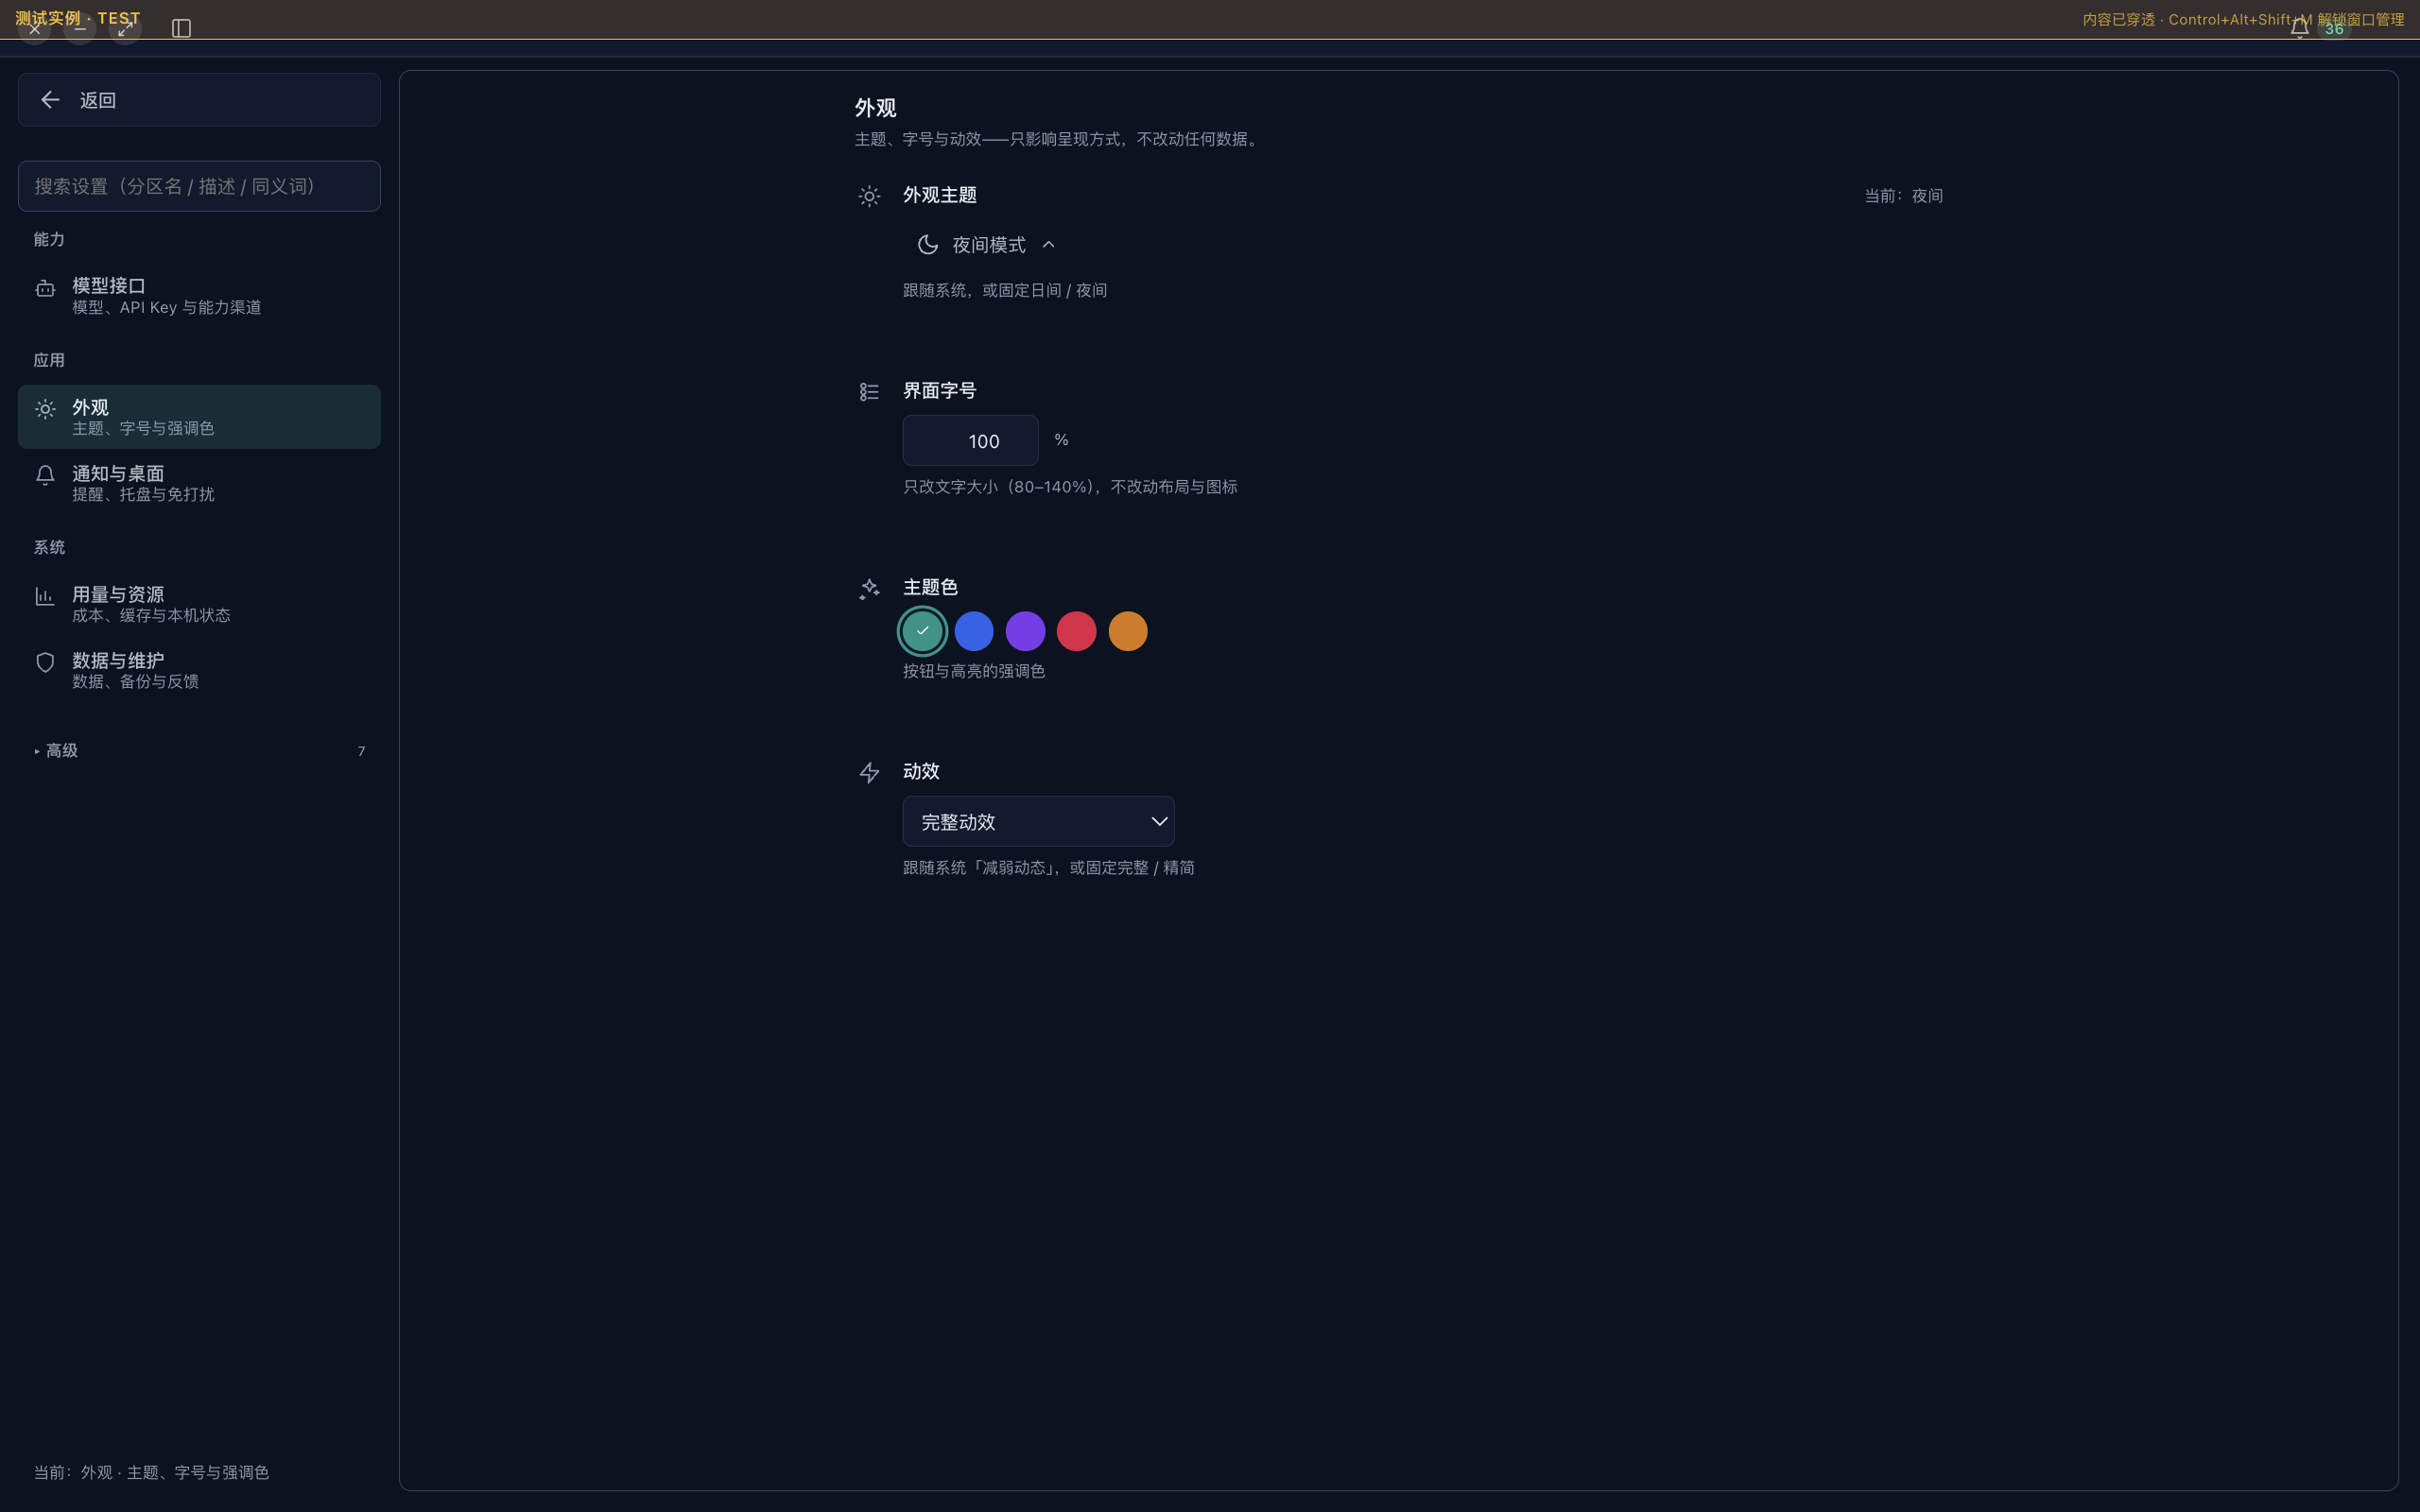 测试实例 · TEST
内容已穿透 · Control+Alt+Shift+M 解锁窗口管理
36
返回
搜索设置（分区名 / 描述 / 同义词）
能力
模型接口
模型、API Key 与能力渠道
应用
外观
主题、字号与强调色
通知与桌面
提醒、托盘与免打扰
系统
用量与资源
成本、缓存与本机状态
数据与维护
数据、备份与反馈
高级 7
当前：外观 · 主题、字号与强调色
外观
主题、字号与动效——只影响呈现方式，不改动任何数据。
外观主题 当前：夜间
夜间模式
跟随系统，或固定日间 / 夜间
界面字号
100 %
只改文字大小（80–140%），不改动布局与图标
主题色
按钮与高亮的强调色
动效
完整动效
跟随系统「减弱动态」，或固定完整 / 精简